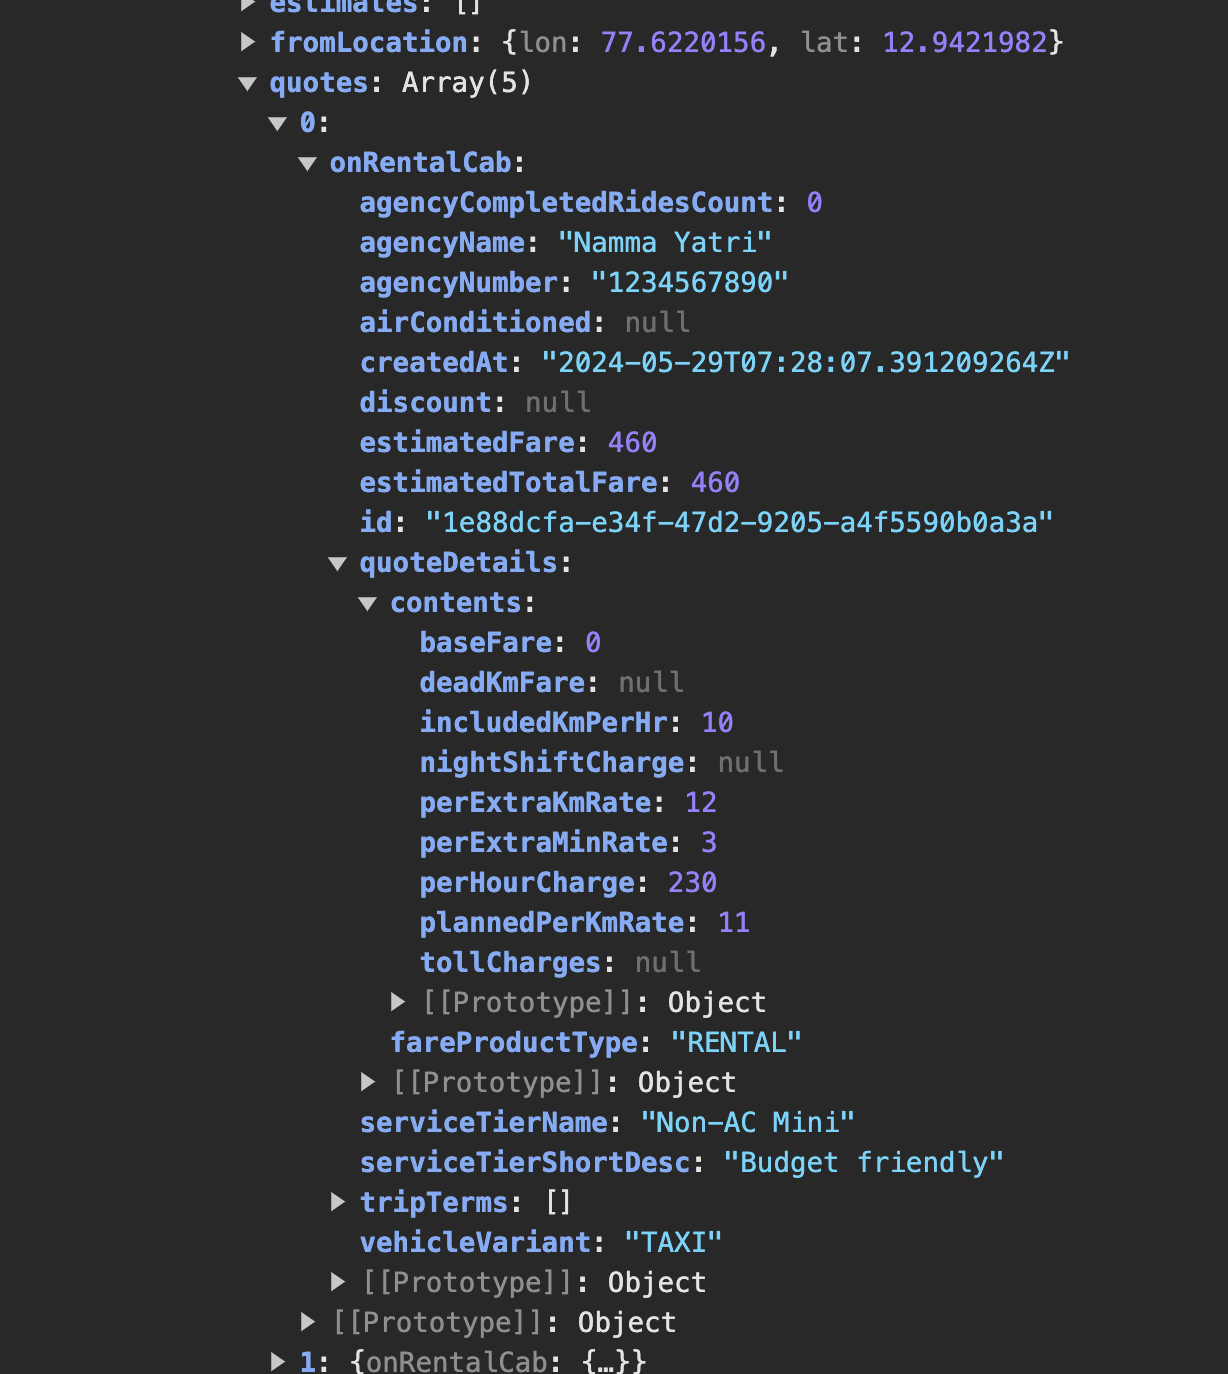 estimates: []
fromLocation: {lon: 77.6220156, lat: 12.9421982}
quotes: Array(5)
0:
onRentalCab:
agencyCompletedRidesCount: 0
agencyName: "Namma Yatri"
agencyNumber: "1234567890"
airConditioned: null
createdAt: "2024-05-29T07:28:07.391209264Z"
discount: null
estimatedFare: 460
estimatedTotalFare: 460
id: "1e88dcfa-e34f-47d2-9205-a4f5590b0a3a"
quoteDetails:
contents:
baseFare: 0
deadKmFare: null
includedKmPerHr: 10
nightShiftCharge: null
perExtraKmRate: 12
perExtraMinRate: 3
perHourCharge: 230
plannedPerKmRate: 11
tollCharges: null
[[Prototype]]: Object
fareProductType: "RENTAL"
[[Prototype]]: Object
serviceTierName: "Non-AC Mini"
serviceTierShortDesc: "Budget friendly"
tripTerms: []
vehicleVariant: "TAXI"
[[Prototype]]: Object
[[Prototype]]: Object
1: {onRentalCab: {…}}